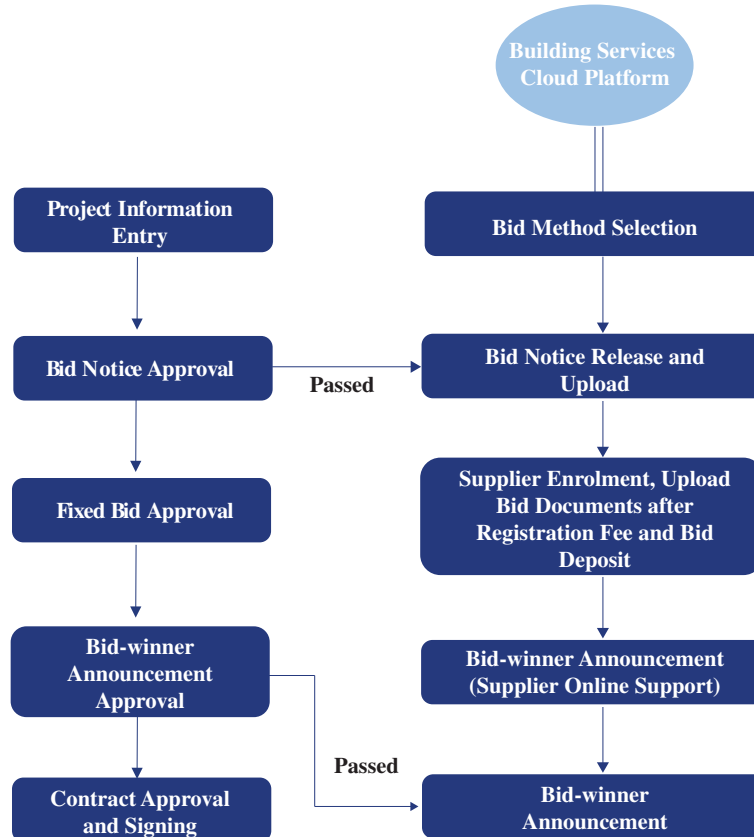 Building Services
Cloud Platform
Project Information
Entry
Bid Method Selection
Bid Notice Approval
Passed
Bid Notice Release and
Upload
Fixed Bid Approval
Supplier Enrolment, Upload
Bid Documents after
Registration Fee and Bid
Deposit
Bid-winner
Announcement
Approval
Bid-winner Announcement
(Supplier Online Support)
Passed
Contract Approval
and Signing
Bid-winner
Announcement